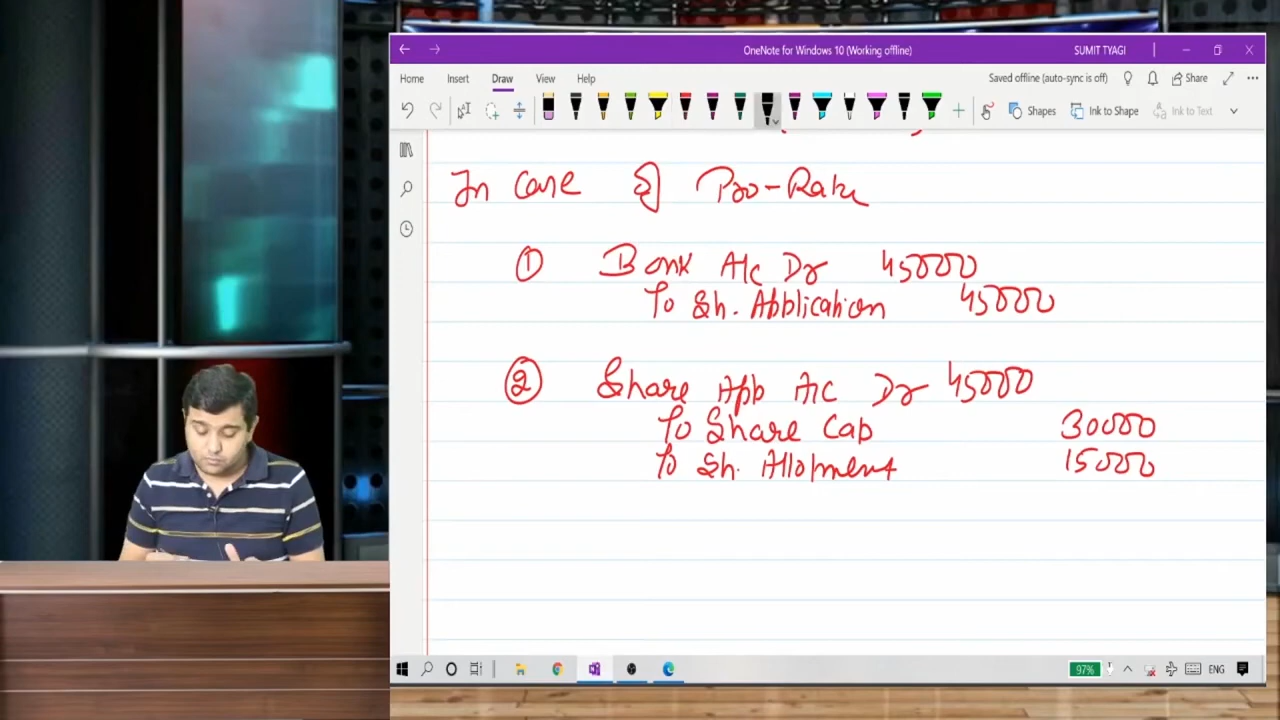 OneNote for Windows 10 (Working offline)
SUMIT TYAGI
Home Insert Draw View Help
Saved offline (auto-sync is off)
Share
Shapes
Ink to Shape
Ink to Text
In Case of Pro-Rata
① Bank A/c Dr 45000
To Sh. Application 45000
② Share App A/c Dr 45000
To Share Cap 30000
To Sh. Allotment 15000
97%
ENG